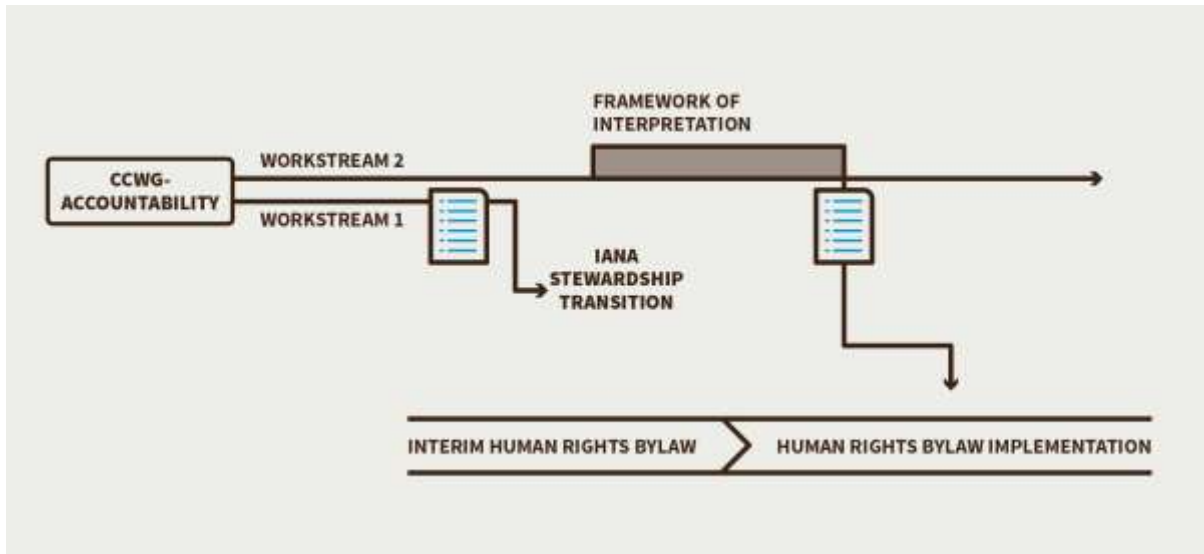 FRAMEWORK OF
INTERPRETATION
WORKSTREAM 2
CCWG-
ACCOUNTABILITY
WORKSTREAM 1
IANA
STEWARDSHIP
TRANSITION
INTERIM HUMAN RIGHTS BYLAW
HUMAN RIGHTS BYLAW IMPLEMENTATION